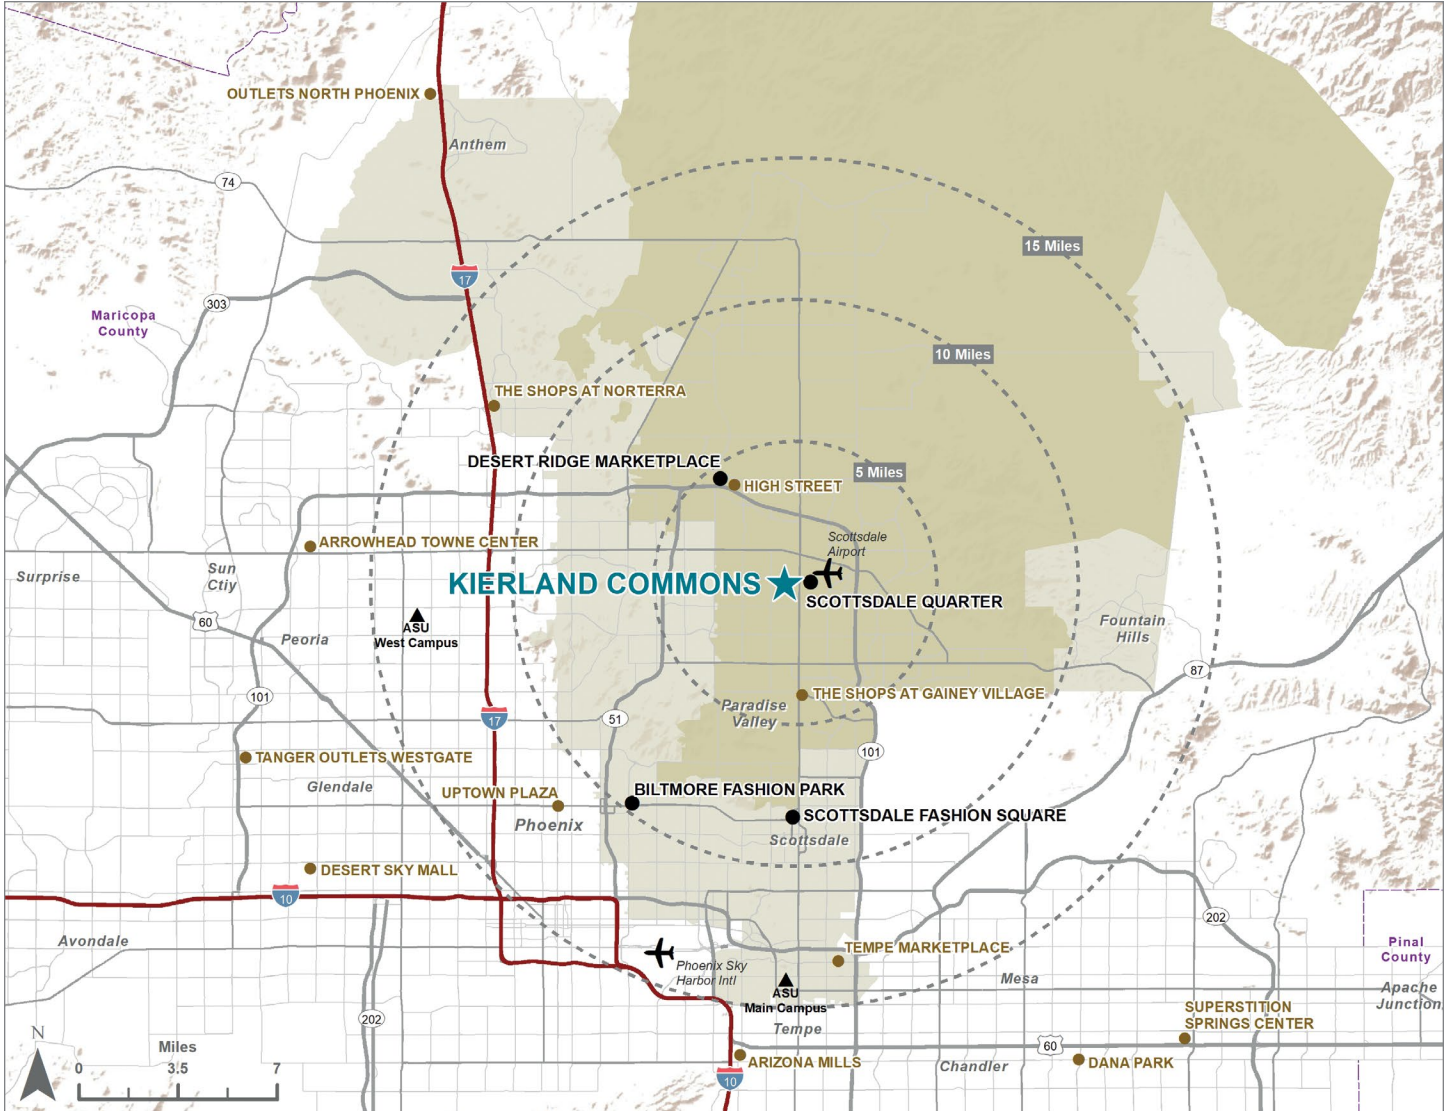 OUTLETS NORTH PHOENIX
Anthem
74
15 Miles
17
303
Maricopa
County
10 Miles
THE SHOPS AT NORTERRA
DESERT RIDGE MARKETPLACE
5 Miles
HIGH STREET
ARROWHEAD TOWNE CENTER
Scottsdale
Airport
Surprise
Sun
Ctiy
KIERLAND COMMONS
SCOTTSDALE QUARTER
60
ASU
West Campus
Peoria
Fountain
Hills
87
101
THE SHOPS AT GAINEY VILLAGE
Paradise
Valley
17
51
101
TANGER OUTLETS WESTGATE
Glendale
UPTOWN PLAZA
BILTMORE FASHION PARK
Phoenix
SCOTTSDALE FASHION SQUARE
Scottsdale
DESERT SKY MALL
10
202
Avondale
TEMPE MARKETPLACE
Pinal
County
Phoenix Sky
Harbor Intl
Mesa
ASU
Main Campus
Apache
Junction
202
Tempe
SUPERSTITION
SPRINGS CENTER
N
Miles
0 3.5 7
60
ARIZONA MILLS
Chandler
DANA PARK
10